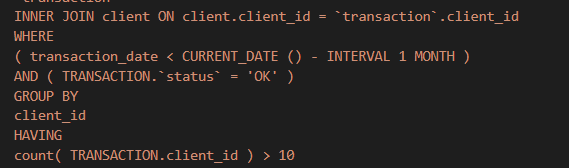 INNER JOIN client ON client.client_id = `transaction`.client_id
WHERE
( transaction_date < CURRENT_DATE () - INTERVAL 1 MONTH )
AND ( TRANSACTION.`status` = 'OK' )
GROUP BY
client_id
HAVING
count( TRANSACTION.client_id ) > 10